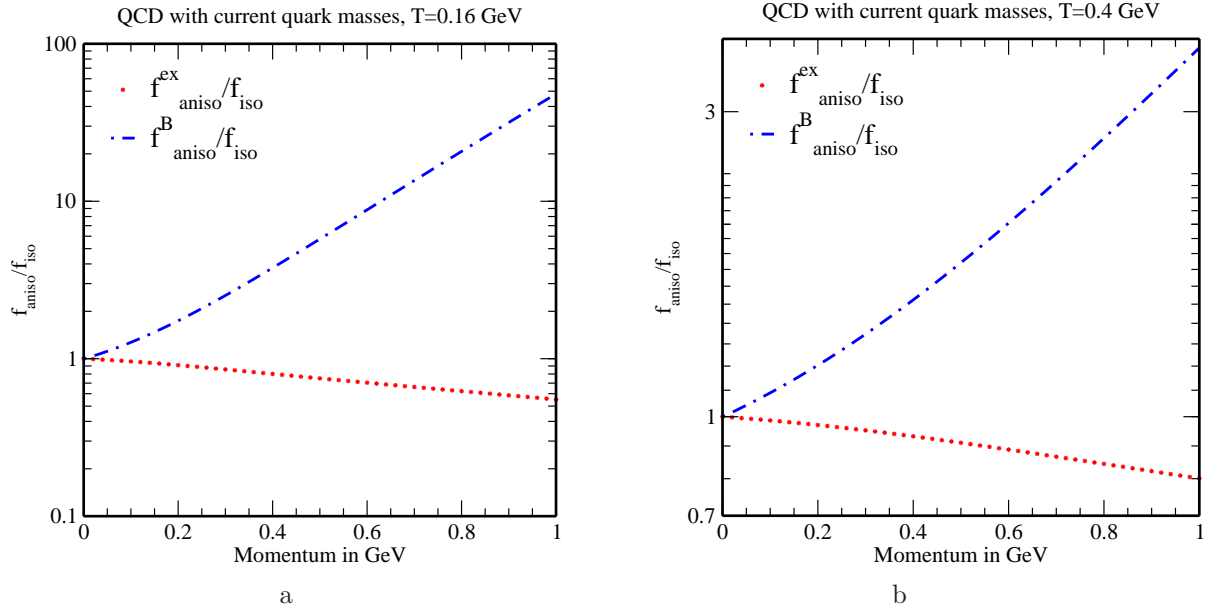 QCD with current quark masses, T=0.16 GeV
100
10
1
0.1
f_aniso/f_iso
f^ex_aniso/f_iso
f^B_aniso/f_iso
0 0.2 0.4 0.6 0.8 1
Momentum in GeV
a
QCD with current quark masses, T=0.4 GeV
3
1
0.7
f_aniso/f_iso
f^ex_aniso/f_iso
f^B_aniso/f_iso
0 0.2 0.4 0.6 0.8 1
Momentum in GeV
b